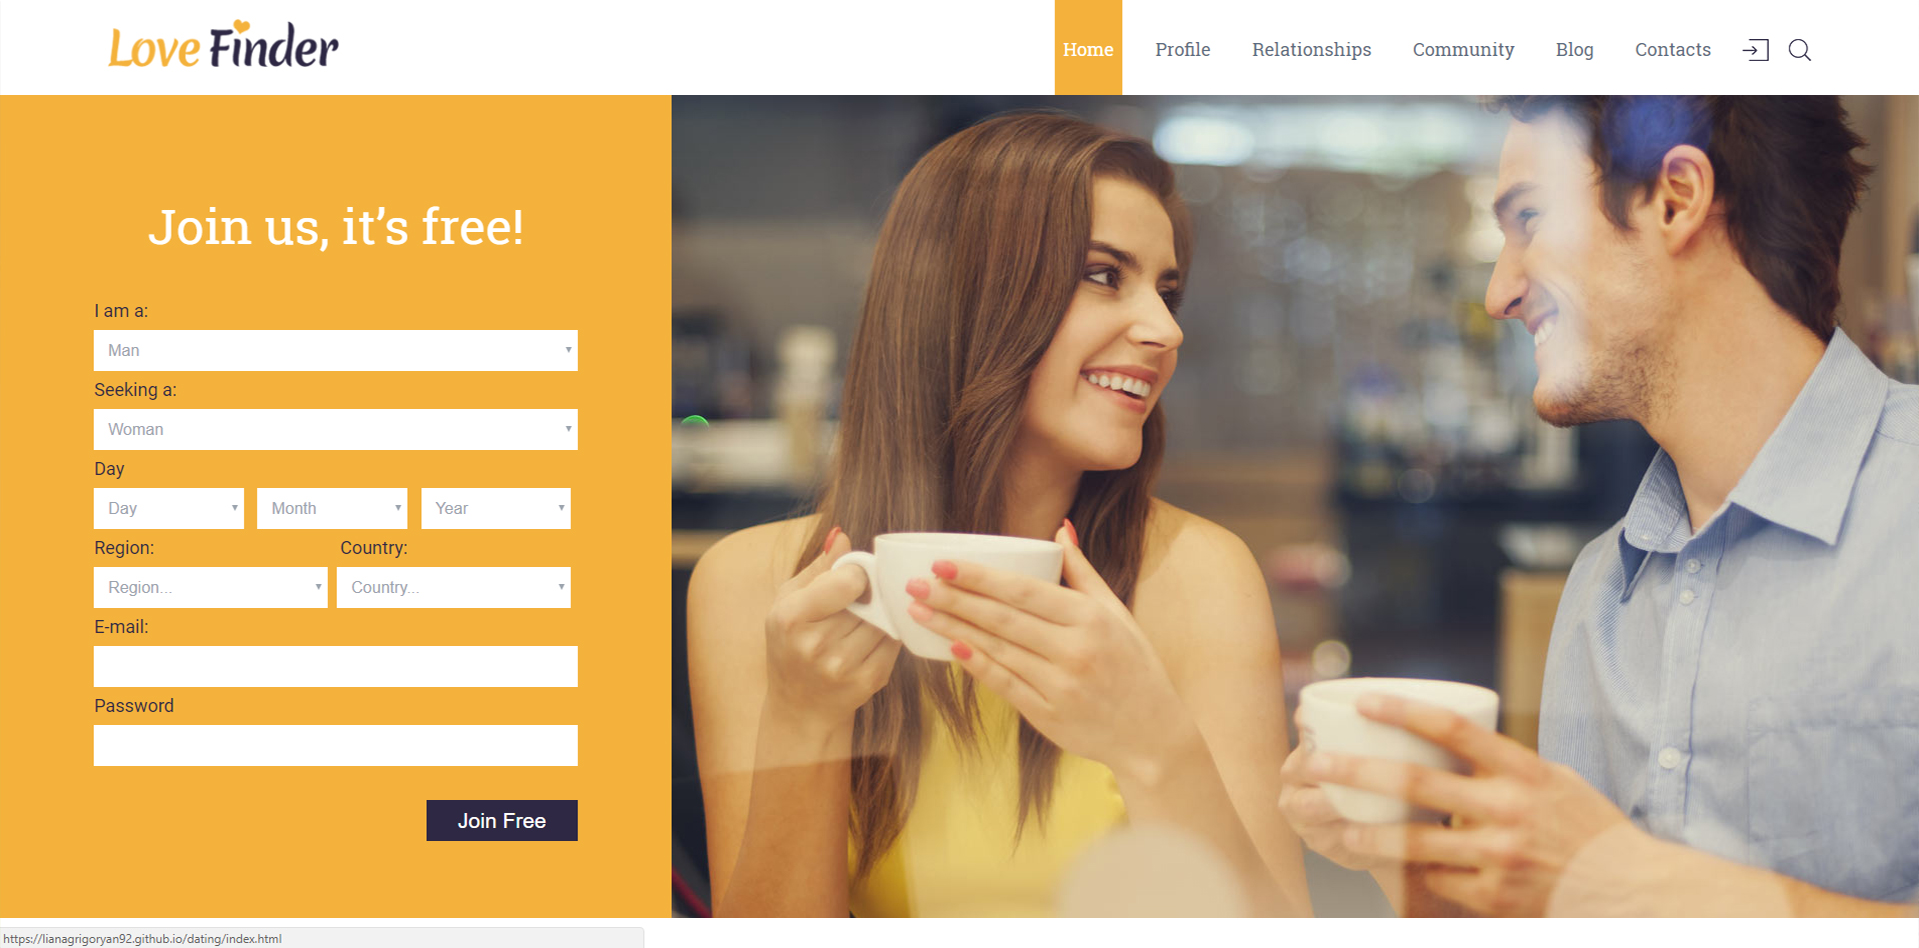 Love Finder
Home Profile Relationships Community Blog Contacts
Join us, it’s free!
I am a:
Man
Seeking a:
Woman
Day
Day Month Year
Region: Country:
Region... Country...
E-mail:
Password
Join Free
https://lianagrigoryan92.github.io/dating/index.html